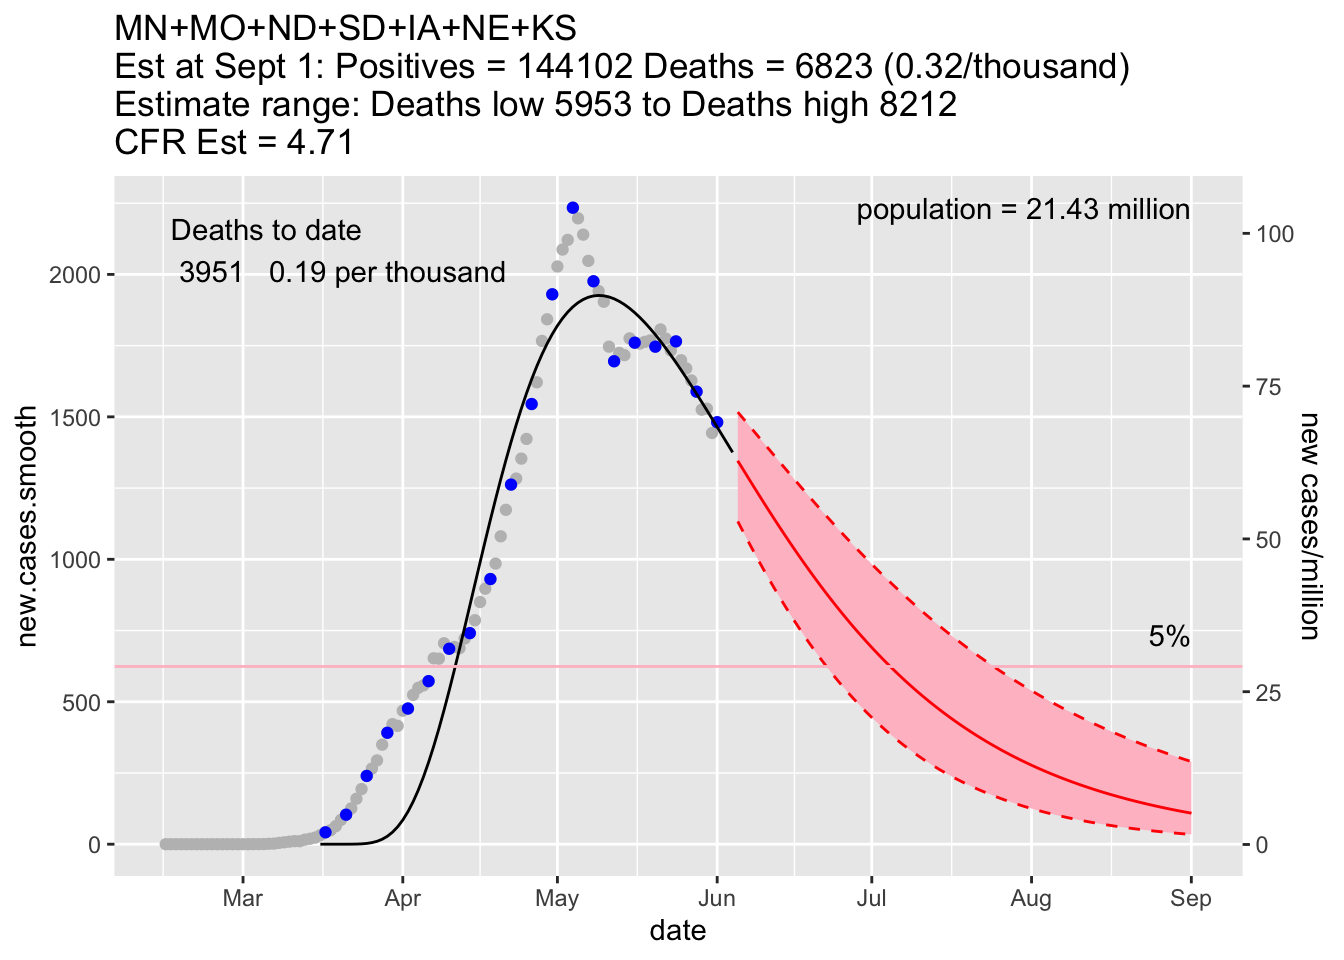 MN+MO+ND+SD+IA+NE+KS
Est at Sept 1: Positives = 144102 Deaths = 6823 (0.32/thousand)
Estimate range: Deaths low 5953 to Deaths high 8212
CFR Est = 4.71
population = 21.43 million
Deaths to date
3951 0.19 per thousand
5%
new.cases.smooth
2000
1500
1000
500
0
100
75
50
25
0
new cases/million
Mar Apr May Jun Jul Aug Sep
date